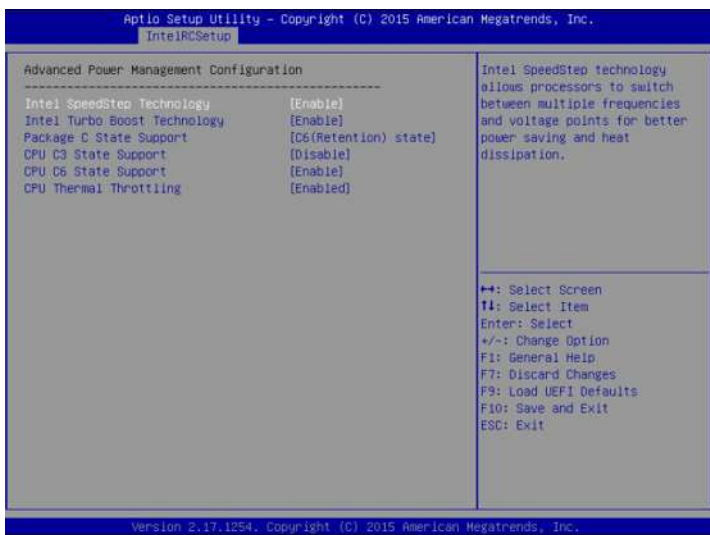 Aptio Setup Utility – Copyright (C) 2015 American Megatrends, Inc.
IntelRCSetup
Advanced Power Management Configuration
--------------------------------------------------
Intel SpeedStep Technology [Enable]
Intel Turbo Boost Technology [Enable]
Package C State Support [C6(Retention) state]
CPU C3 State Support [Disable]
CPU C6 State Support [Enable]
CPU Thermal Throttling [Enabled]
Intel SpeedStep technology
allows processors to switch
between multiple frequencies
and voltage points for better
power saving and heat
dissipation.
↔: Select Screen
↑↓: Select Item
Enter: Select
+/-: Change Option
F1: General Help
F7: Discard Changes
F9: Load UEFI Defaults
F10: Save and Exit
ESC: Exit
Version 2.17.1254. Copyright (C) 2015 American Megatrends, Inc.